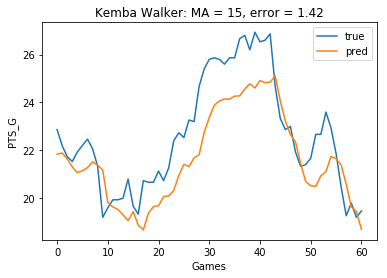 Kemba Walker: MA = 15, error = 1.42
true
pred
PTS_G
26
24
22
20
0 10 20 30 40 50 60
Games